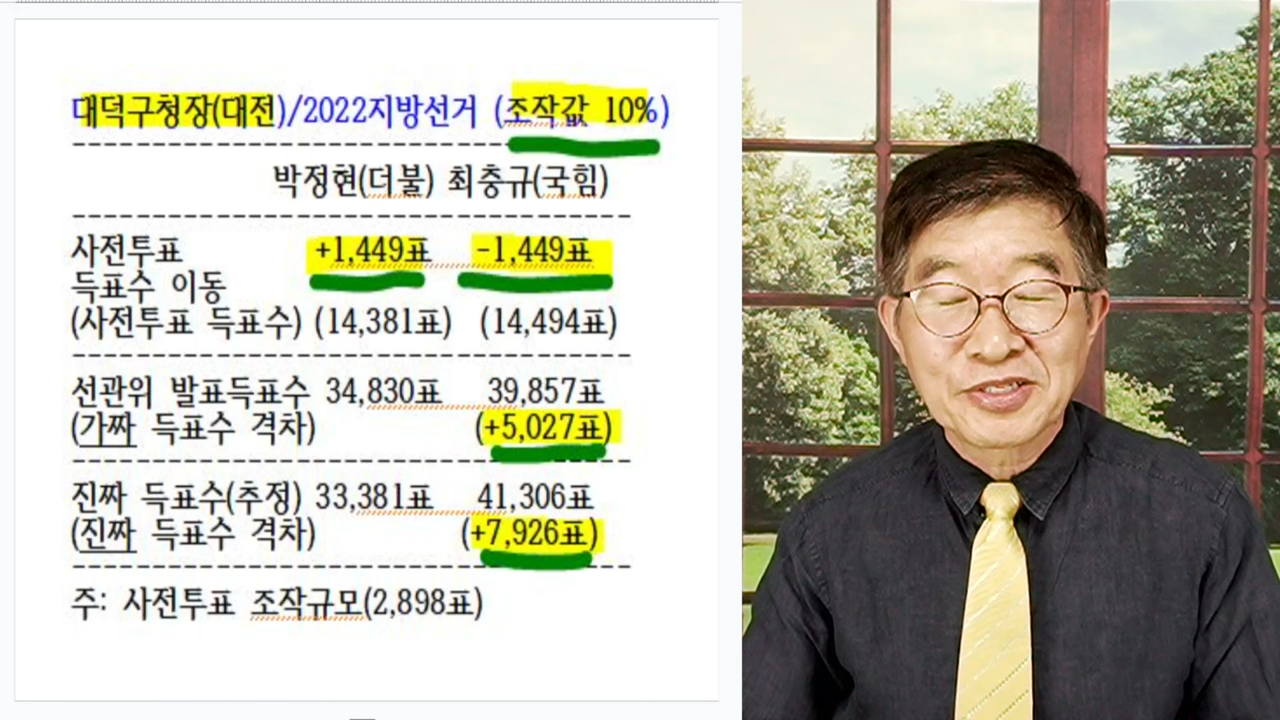 대덕구청장(대전)/2022지방선거 (조작값 10%)
박정현(더불) 최충규(국힘)
사전투표 +1,449표 -1,449표
득표수 이동
(사전투표 득표수) (14,381표) (14,494표)
선관위 발표득표수 34,830표 39,857표
(가짜 득표수 격차) (+5,027표)
진짜 득표수(추정) 33,381표 41,306표
(진짜 득표수 격차) (+7,926표)
주: 사전투표 조작규모(2,898표)